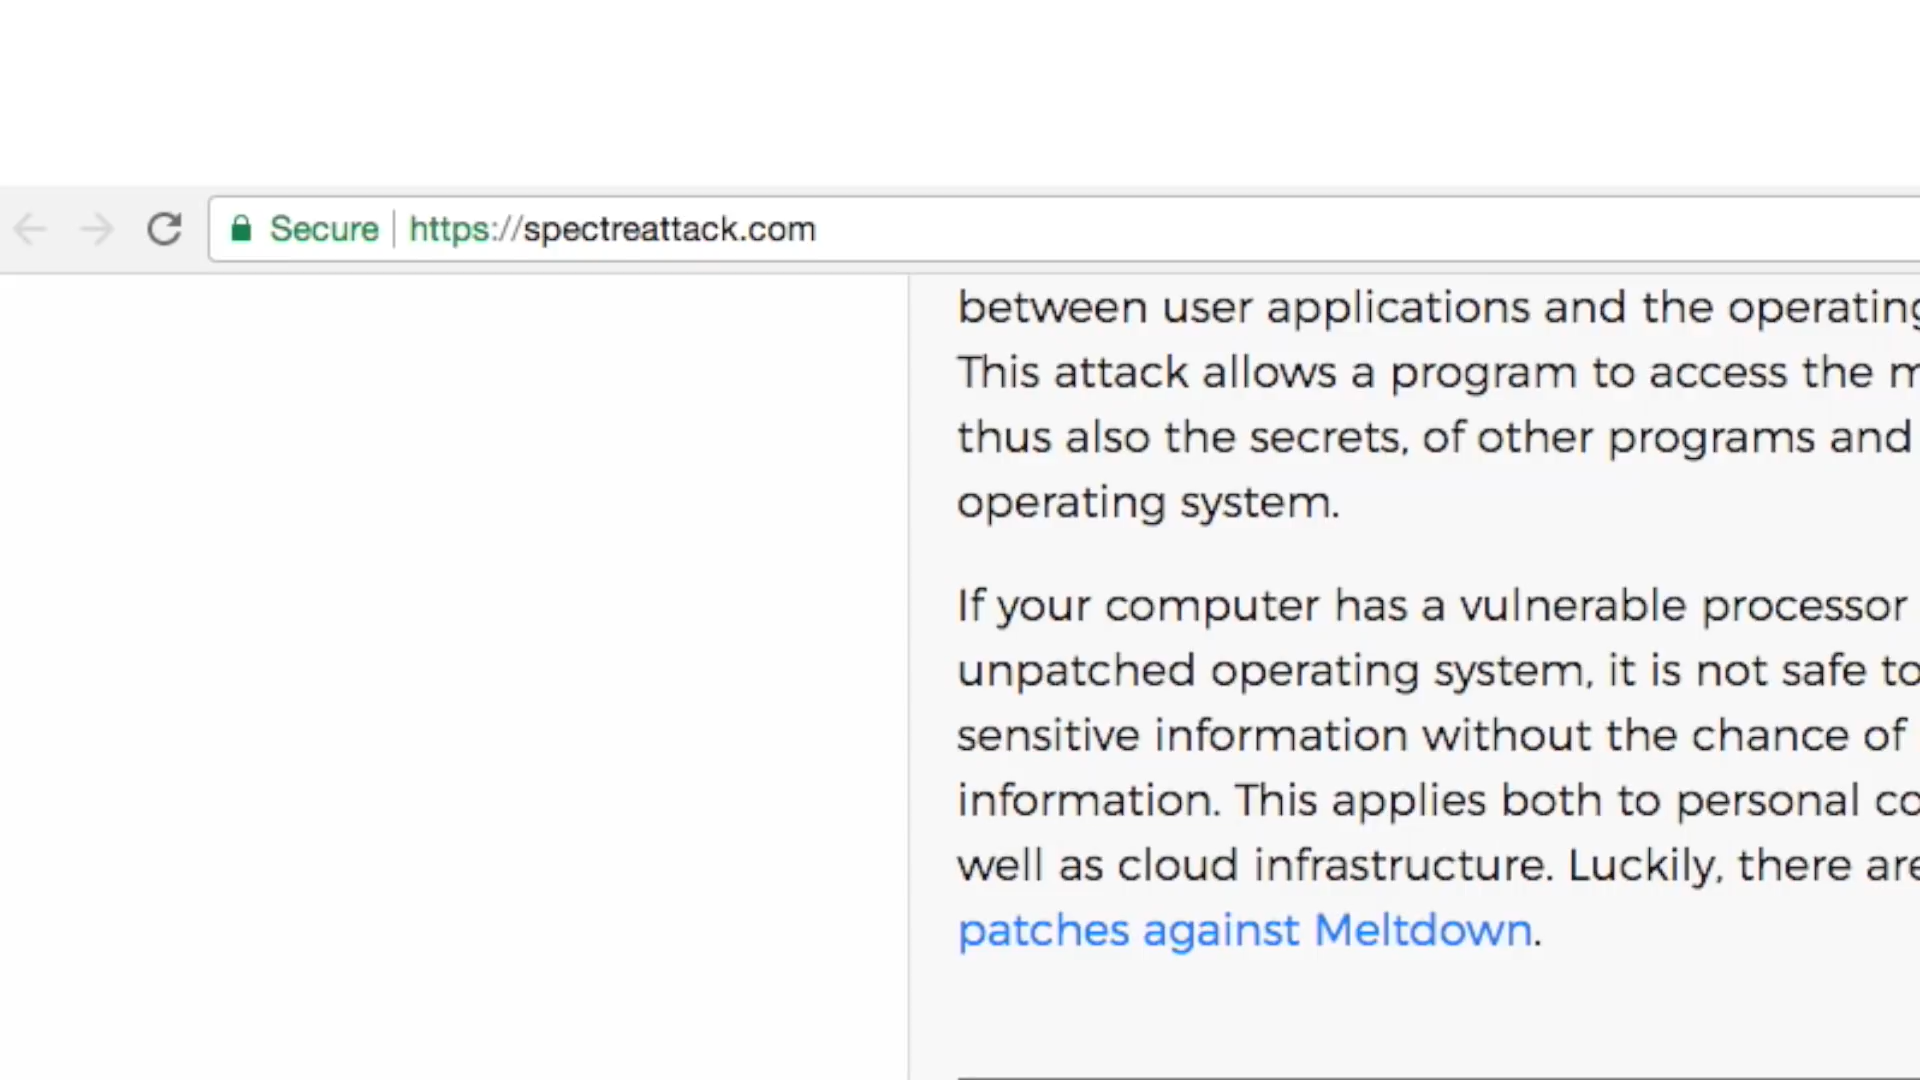 Secure https://spectreattack.com
between user applications and the operating
This attack allows a program to access the m
thus also the secrets, of other programs and
operating system.
If your computer has a vulnerable processor
unpatched operating system, it is not safe to
sensitive information without the chance of
information. This applies both to personal co
well as cloud infrastructure. Luckily, there are
patches against Meltdown.